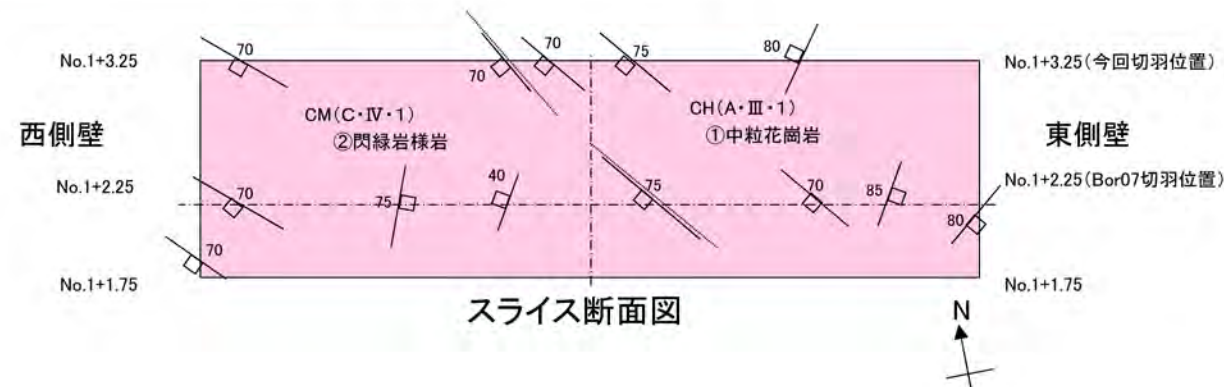 70
70
75
80
No.1+3.25
70
No.1+3.25(今回切羽位置)
CM(C・Ⅳ・1)
②閃緑岩様岩
CH(A・Ⅲ・1)
①中粒花崗岩
西側壁
東側壁
No.1+2.25
No.1+2.25(Bor07切羽位置)
70
75
40
75
70
85
80
70
No.1+1.75
No.1+1.75
スライス断面図
N